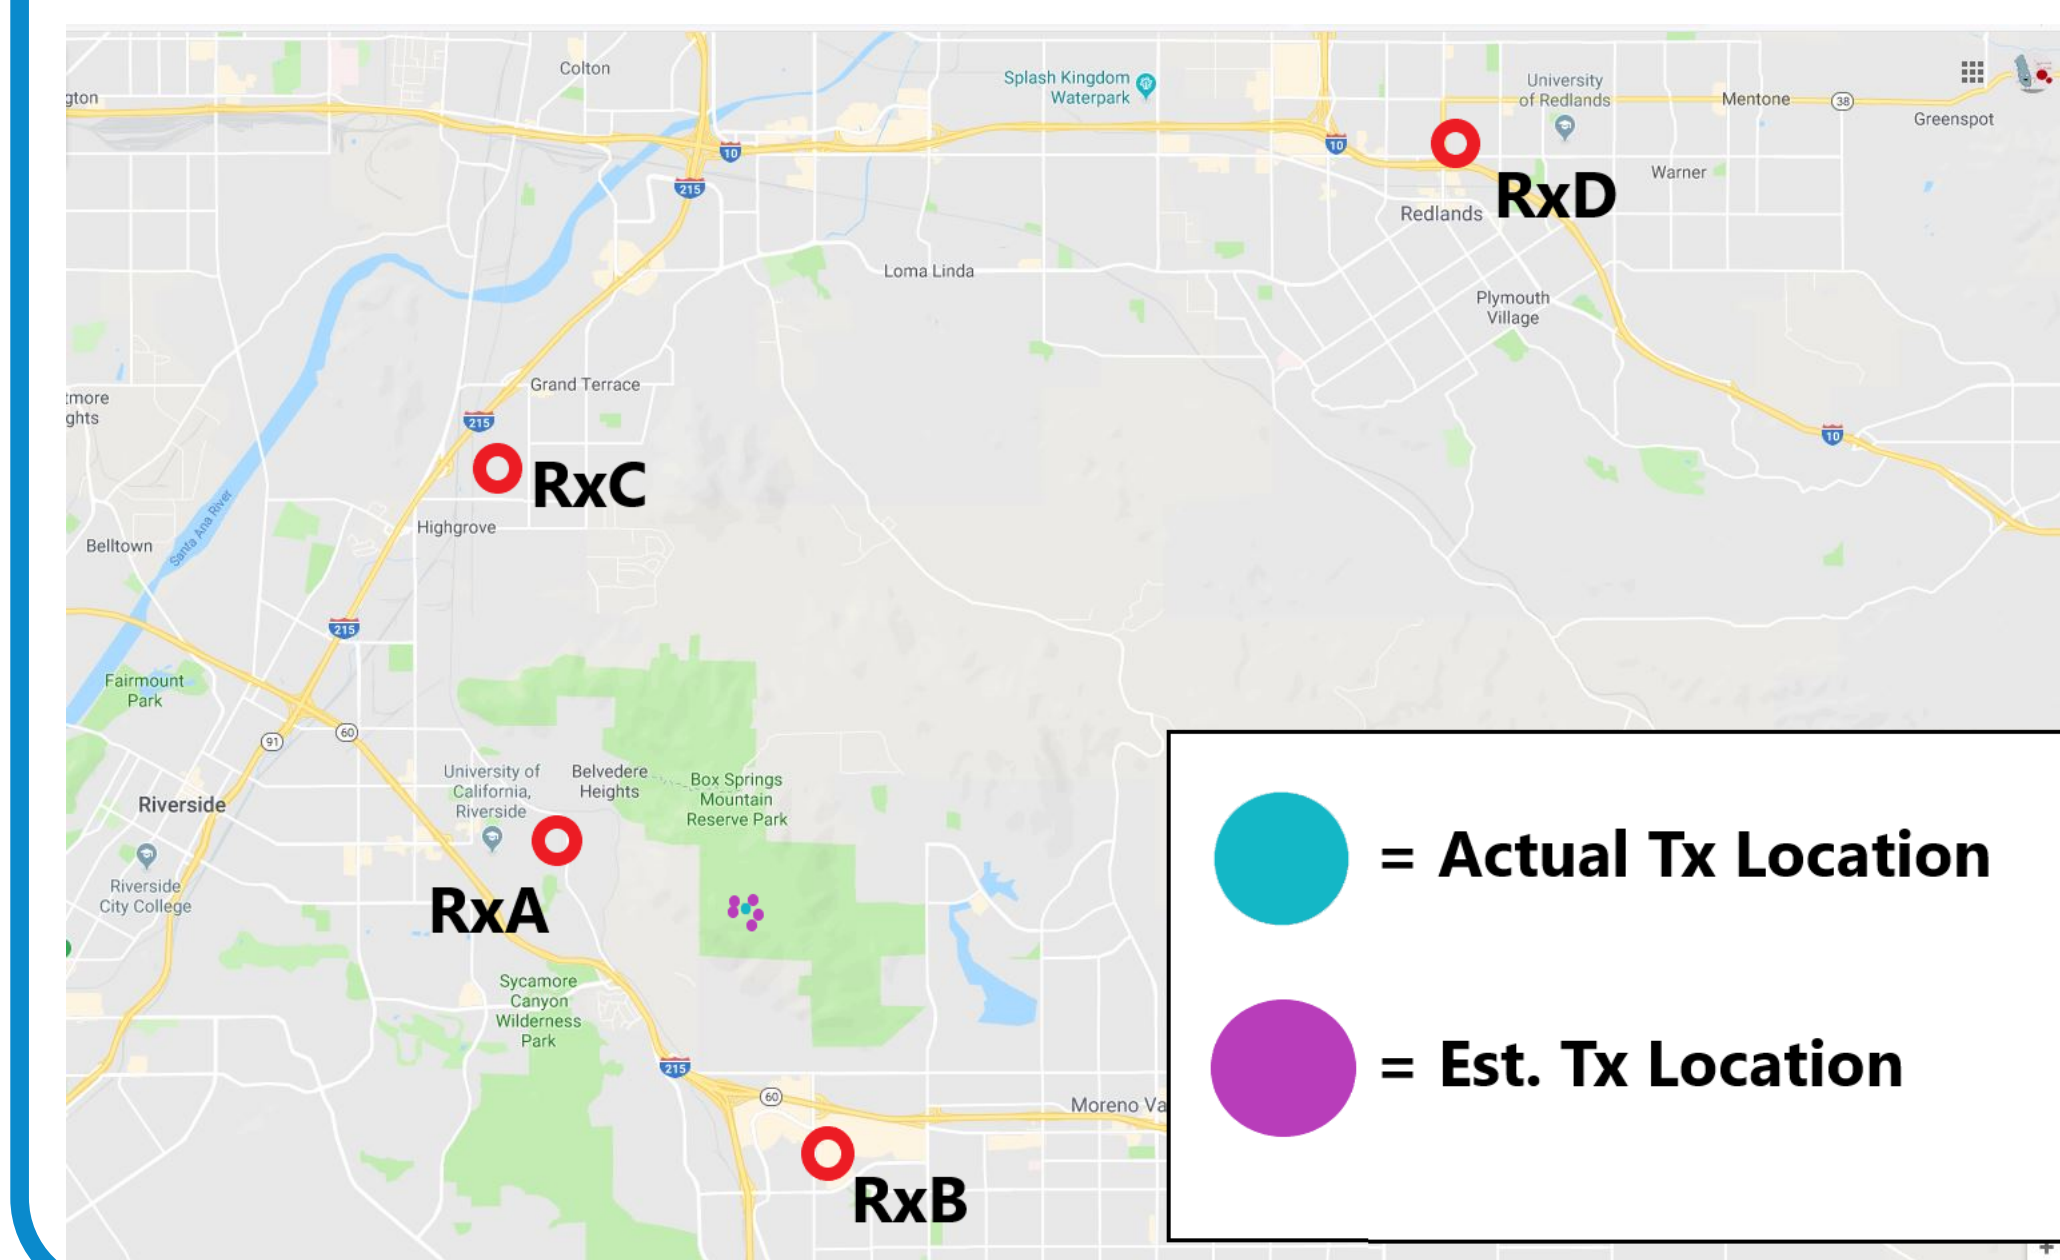 Colton
gton
10
215
Splash Kingdom
Waterpark
10
University
of Redlands
Mentone
38
Greenspot
Warner
RxD
Redlands
Loma Linda
Plymouth
Village
Grand Terrace
tmore
ghts
215
10
RxC
Highgrove
Santa Ana River
Belltown
215
Fairmount
Park
91
60
University of
California,
Riverside
Belvedere
Heights
Box Springs
Mountain
Reserve Park
Riverside
Riverside
City College
RxA
Sycamore
Canyon
Wilderness
Park
215
60
Moreno Va
RxB
= Actual Tx Location
= Est. Tx Location